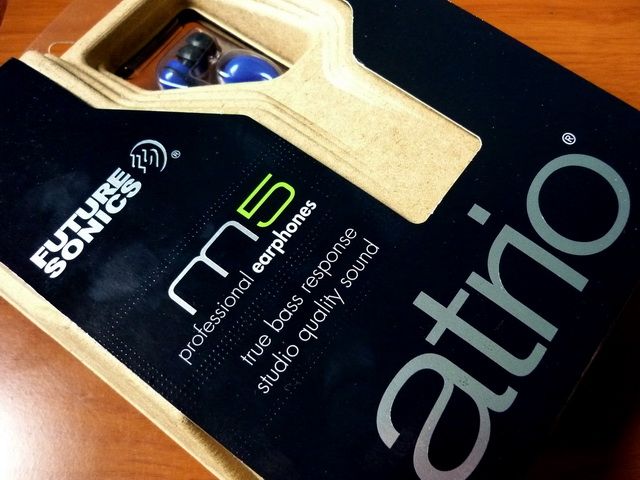 FUTURE
SONICS ®
m5
professional earphones
true bass response
studio quality sound
atrio®